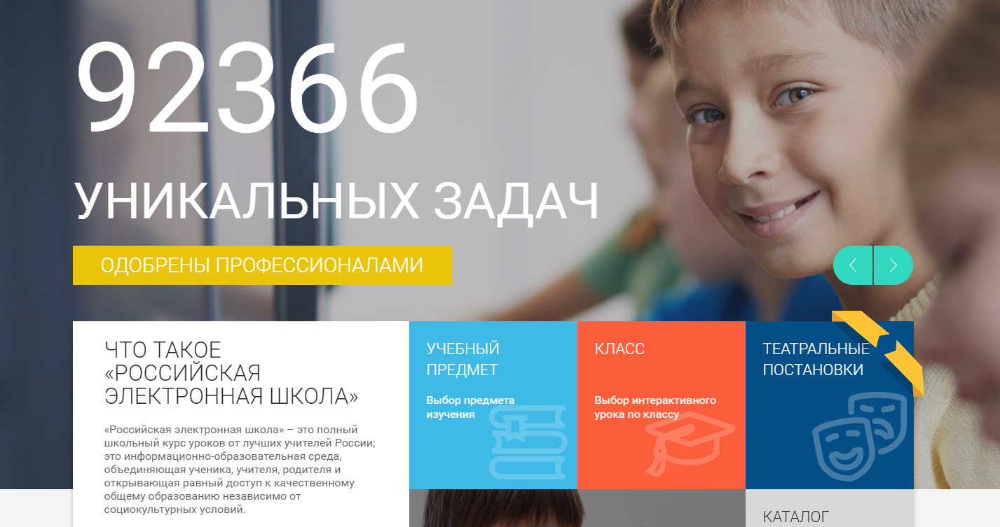 92366
УНИКАЛЬНЫХ ЗАДАЧ
ОДОБРЕНЫ ПРОФЕССИОНАЛАМИ
ЧТО ТАКОЕ
«РОССИЙСКАЯ
ЭЛЕКТРОННАЯ ШКОЛА»
«Российская электронная школа» – это полный
школьный курс уроков от лучших учителей России;
это информационно-образовательная среда,
объединяющая ученика, учителя, родителя и
открывающая равный доступ к качественному
общему образованию независимо от
социокультурных условий.
УЧЕБНЫЙ
ПРЕДМЕТ
Выбор предмета
изучения
КЛАСС
Выбор интерактивного
урока по классу
ТЕАТРАЛЬНЫЕ
ПОСТАНОВКИ
КАТАЛОГ